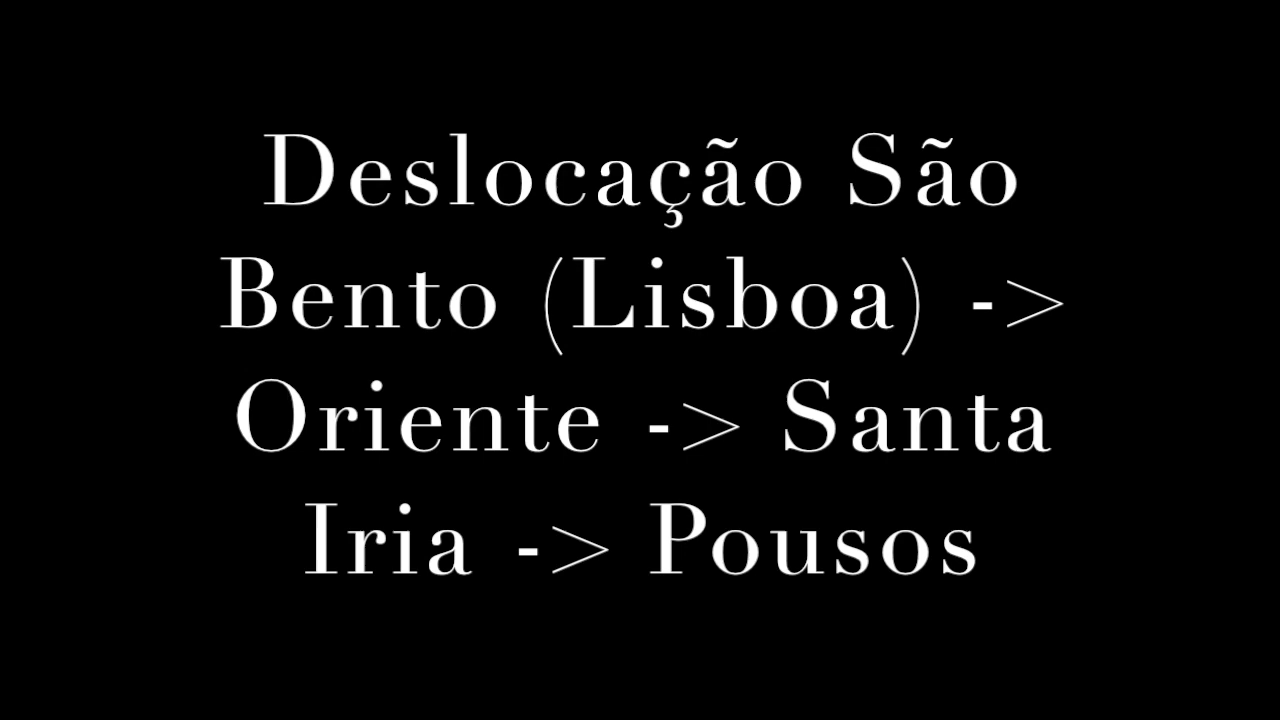 Deslocação São
Bento (Lisboa) ->
Oriente -> Santa
Iria -> Pousos